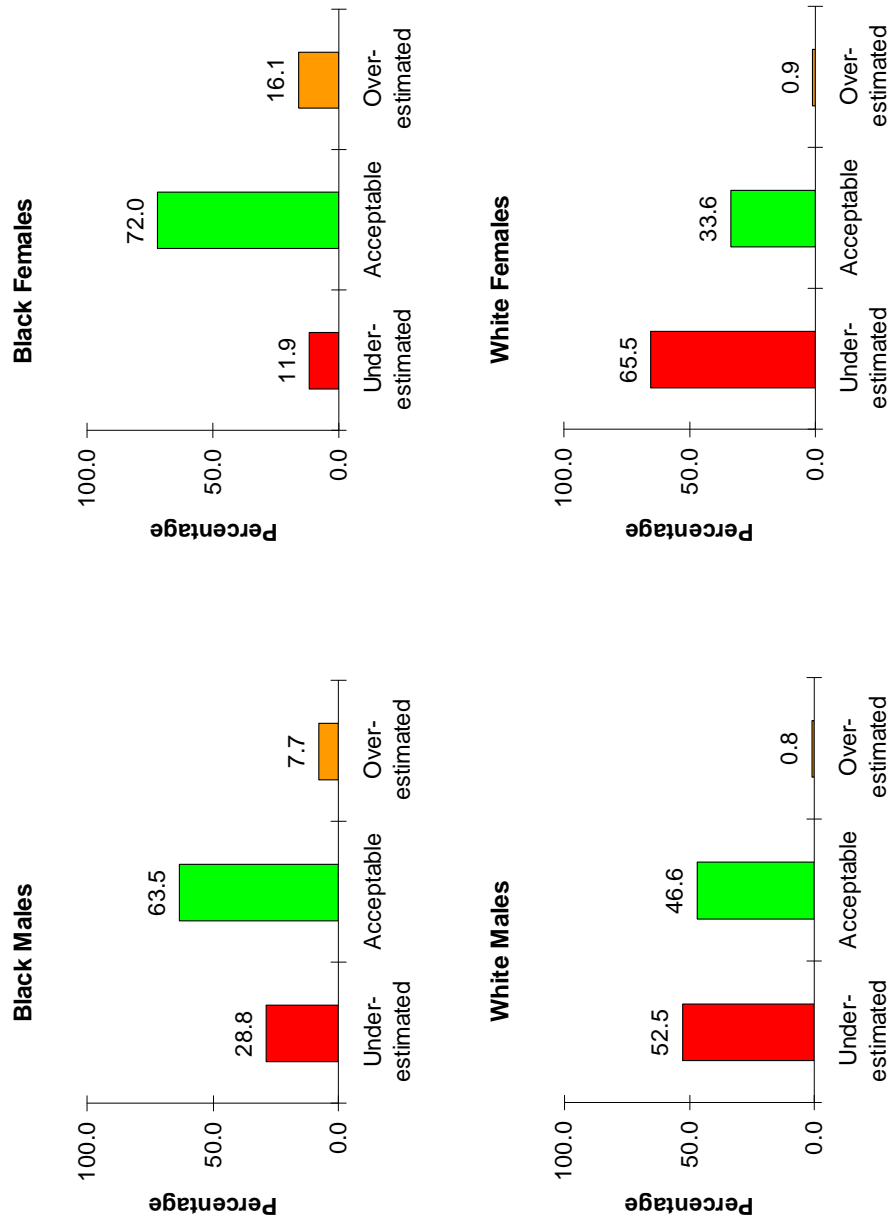 Black Males
Percentage
100.0
50.0
0.0
28.8
63.5
7.7
Under-
estimated
Acceptable
Over-
estimated
Black Females
Percentage
100.0
50.0
0.0
11.9
72.0
16.1
Under-
estimated
Acceptable
Over-
estimated
White Males
Percentage
100.0
50.0
0.0
52.5
46.6
0.8
Under-
estimated
Acceptable
Over-
estimated
White Females
Percentage
100.0
50.0
0.0
65.5
33.6
0.9
Under-
estimated
Acceptable
Over-
estimated